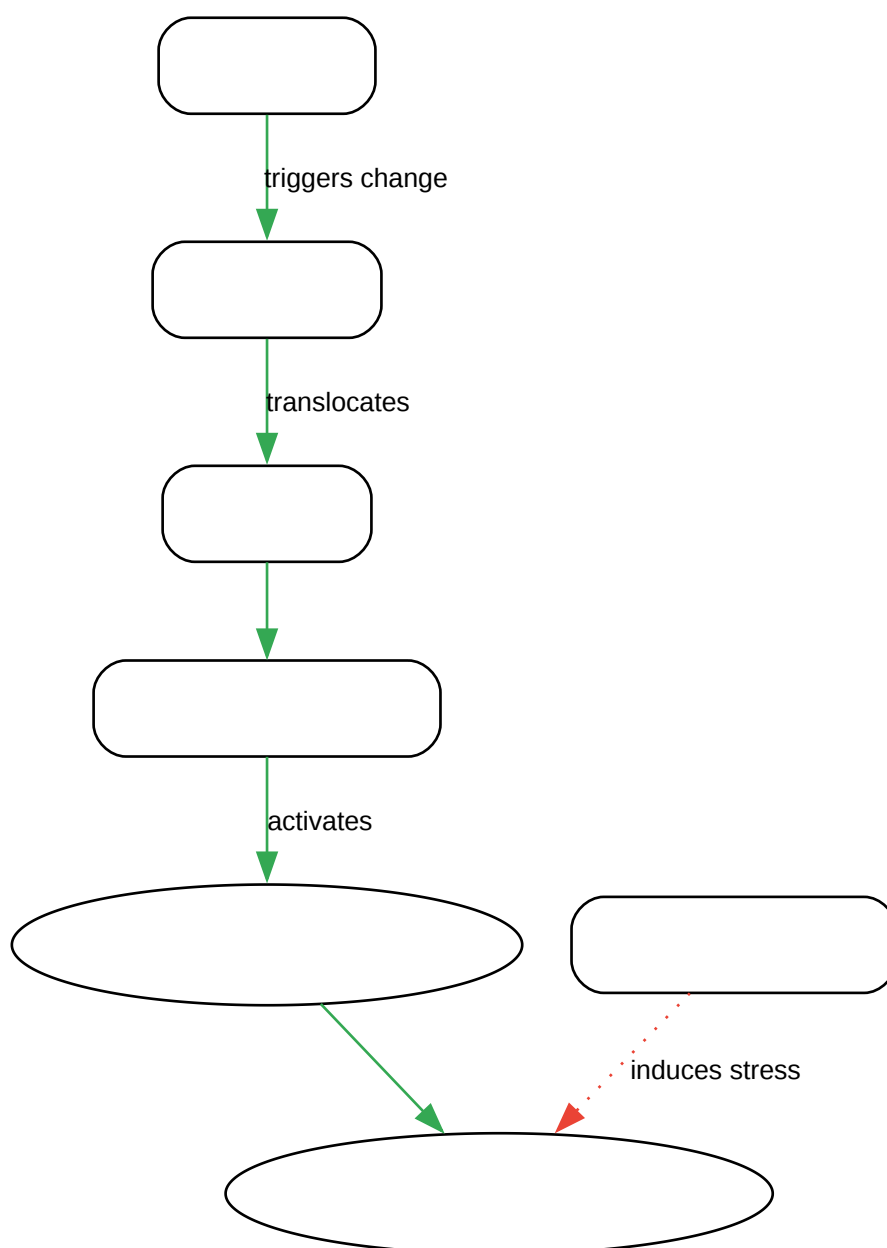 triggers change
translocates
activates
induces stress